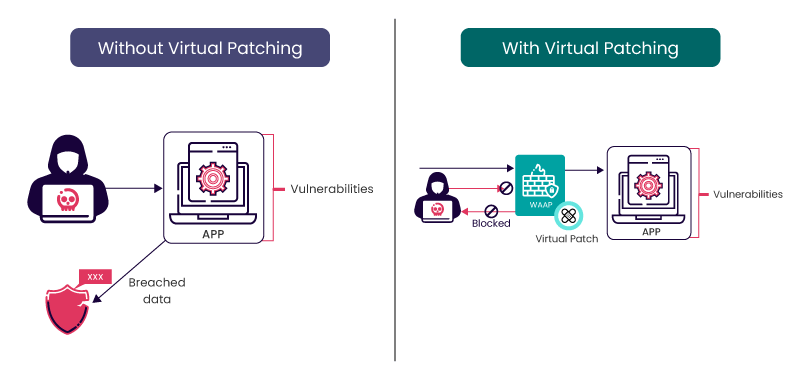 Without Virtual Patching
APP
Vulnerabilities
xxx
Breached
data
With Virtual Patching
WAAP
Blocked
Virtual Patch
APP
Vulnerabilities